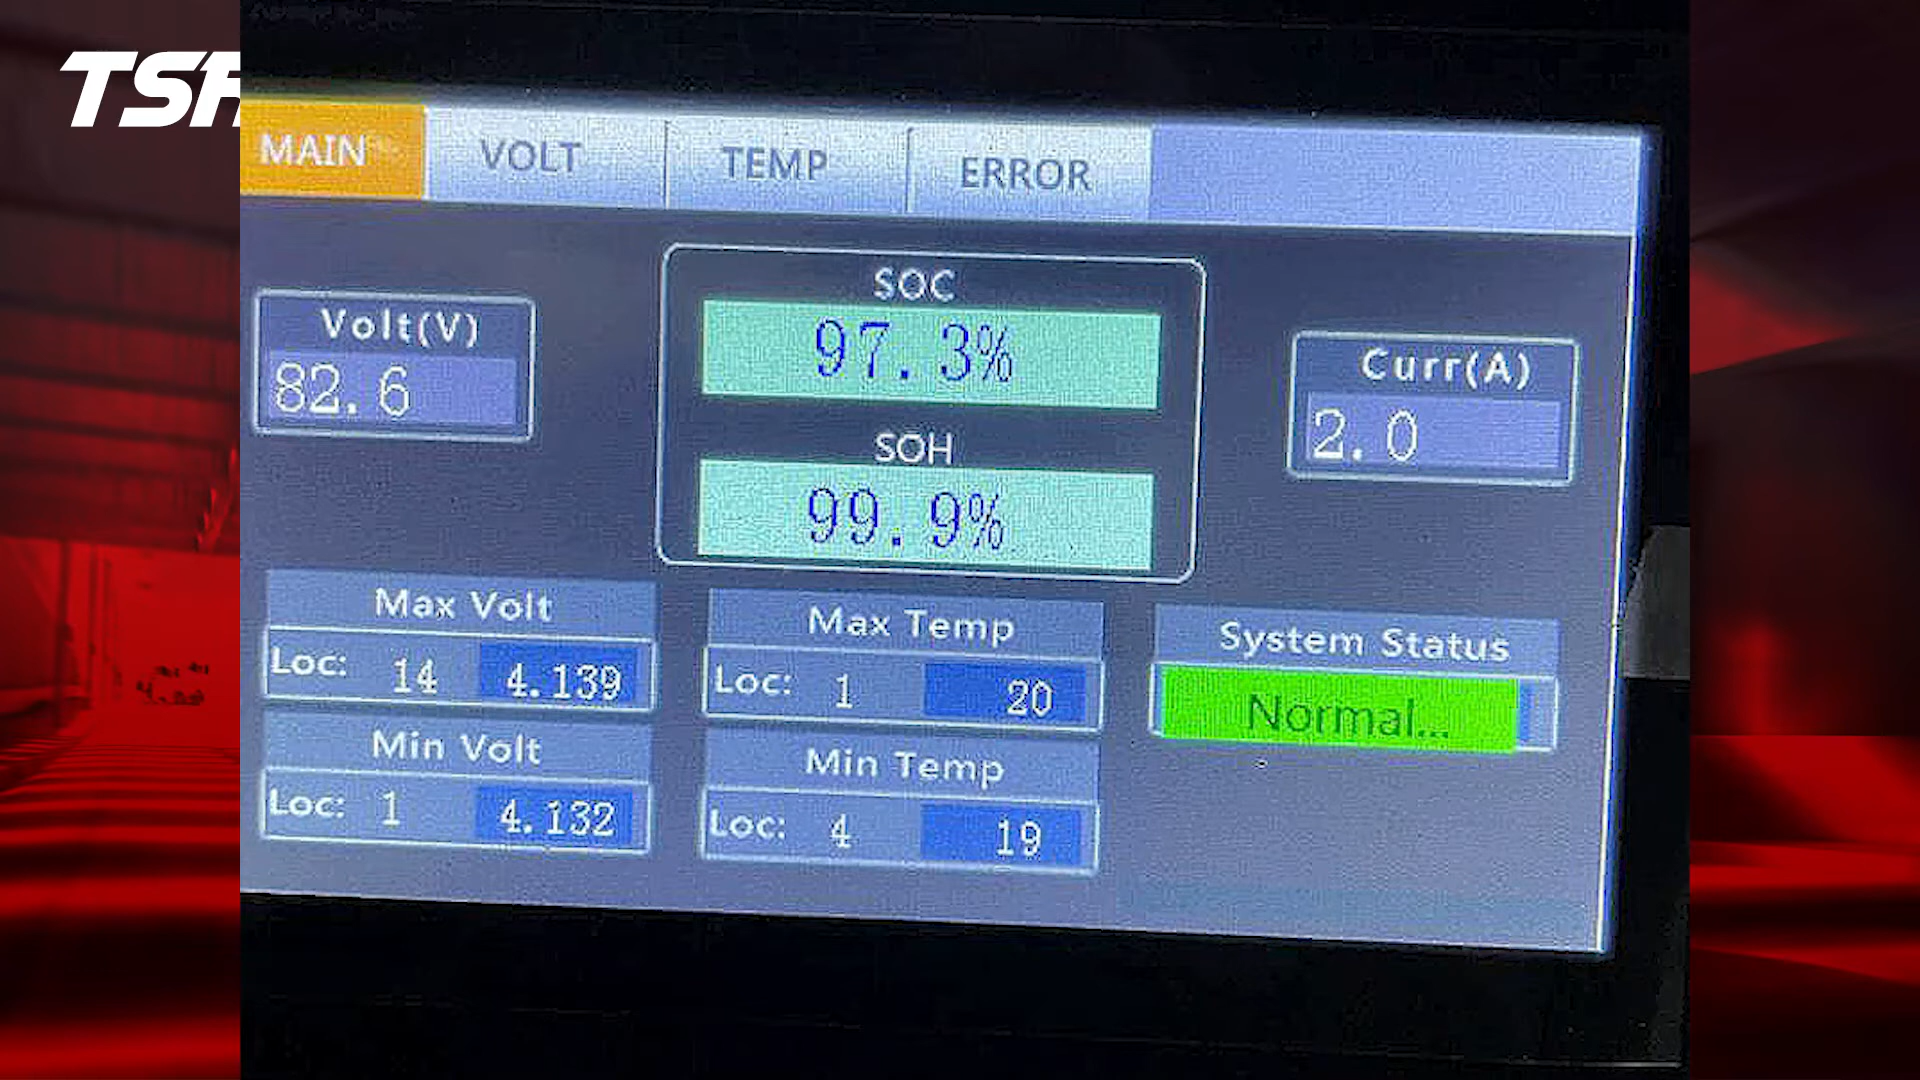 MAIN VOLT TEMP ERROR
SOC
97.3%
Volt(V)
82.6
Curr(A)
2.0
SOH
99.9%
Max Volt
Loc: 14 4.139
Max Temp
Loc: 1 20
System Status
Normal...
Min Volt
Loc: 1 4.132
Min Temp
Loc: 4 19